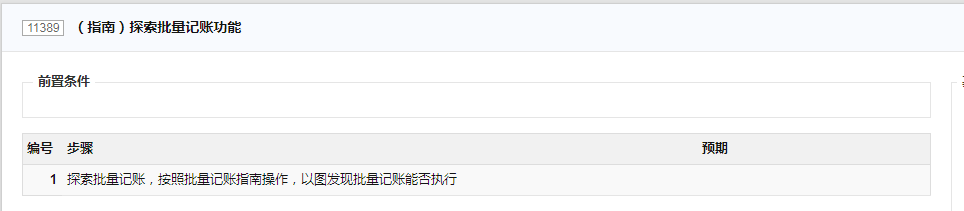 11389 （指南）探索批量记账功能
前置条件
编号 步骤 预期
1 探索批量记账，按照批量记账指南操作，以图发现批量记账能否执行